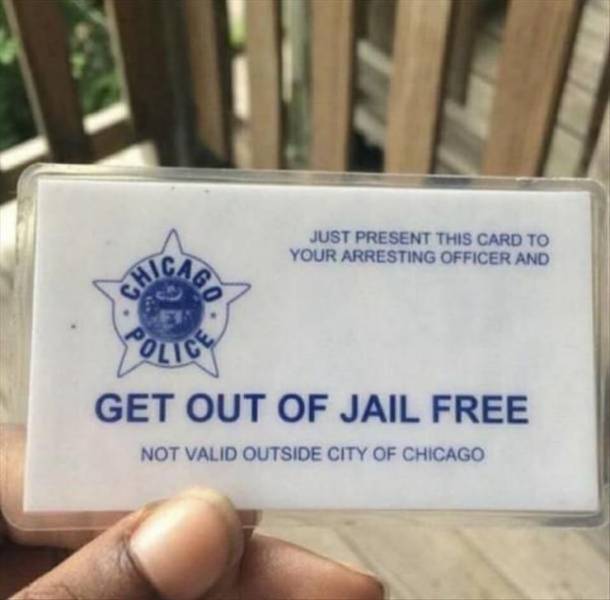 JUST PRESENT THIS CARD TO
YOUR ARRESTING OFFICER AND
CHICAGO
POLICE
GET OUT OF JAIL FREE
NOT VALID OUTSIDE CITY OF CHICAGO